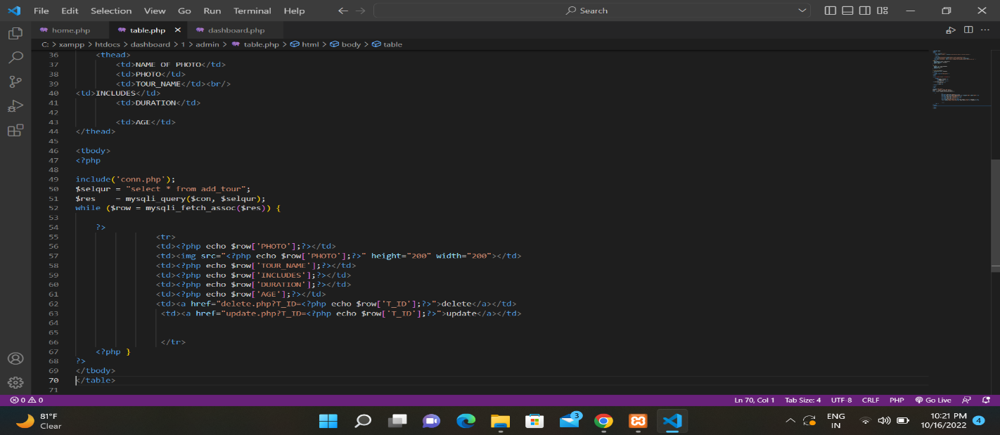 File Edit Selection View Go Run Terminal Help Search
home.php table.php dashboard.php
C: > xampp > htdocs > dashboard > 1 > admin > table.php > html > body > table
36 <thead>
37 <td>NAME OF PHOTO</td>
38 <td>PHOTO</td>
39 <td>TOUR_NAME</td><br/>
40 <td>INCLUDES</td>
41 <td>DURATION</td>
42
43 <td>AGE</td>
44 </thead>
45
46 <tbody>
47 <?php
48
49 include('conn.php');
50 $selqur = "select * from add_tour";
51 $res = mysqli_query($con, $selqur);
52 while ($row = mysqli_fetch_assoc($res)) {
53
54 ?>
55 <tr>
56 <td><?php echo $row['PHOTO'];?></td>
57 <td><img src="<?php echo $row['PHOTO'];?>" height="200" width="200"></td>
58 <td><?php echo $row['TOUR_NAME'];?></td>
59 <td><?php echo $row['INCLUDES'];?></td>
60 <td><?php echo $row['DURATION'];?></td>
61 <td><?php echo $row['AGE'];?></td>
62 <td><a href="delete.php?T_ID=<?php echo $row['T_ID'];?>">delete</a></td>
63 <td><a href="update.php?T_ID=<?php echo $row['T_ID'];?>">update</a></td>
64
65
66 </tr>
67 <?php }
68 ?>
69 </tbody>
70 </table>
71
0 0 Ln 70, Col 1 Tab Size: 4 UTF-8 CRLF PHP Go Live
81°F
Clear
3
ENG
IN
10:21 PM
10/16/2022
4